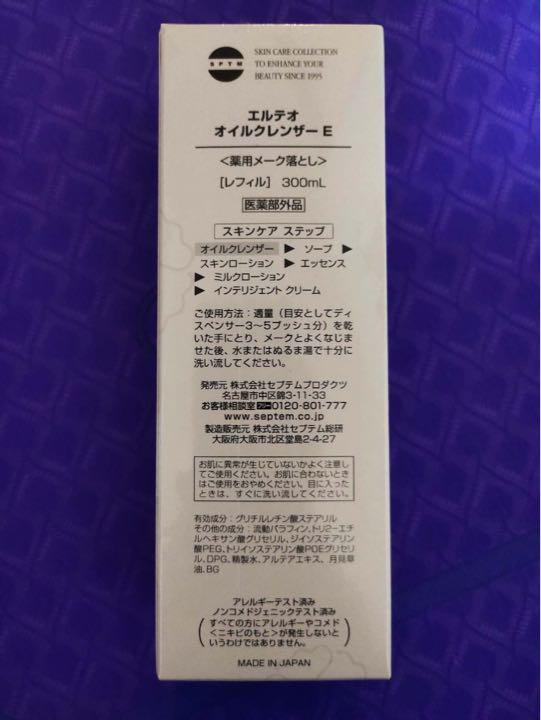 SPTM
SKIN CARE COLLECTION
TO ENHANCE YOUR
BEAUTY SINCE 1995
エルテオ
オイルクレンザー E
＜薬用メーク落とし＞
[レフィル] 300mL
医薬部外品
スキンケア ステップ
オイルクレンザー ▶ ソープ ▶
スキンローション ▶ エッセンス
▶ ミルクローション
▶ インテリジェント クリーム
ご使用方法：適量（目安としてディ
スペンサー3〜5プッシュ分）を乾
いた手にとり、メークとよくなじま
せた後、水またはぬるま湯で十分に
洗い流してください。
発売元 株式会社セプテムプロダクツ
名古屋市中区錦3-11-33
お客様相談室 0120-801-777
www.septem.co.jp
製造販売元 株式会社セプテム総研
大阪府大阪市北区堂島2-4-27
お肌に異常が生じていないかよく注意し
てご使用ください。お肌に合わないとき
はご使用をおやめください。目に入った
ときは、すぐに洗い流してください。
有効成分：グリチルレチン酸ステアリル
その他の成分：流動パラフィン、トリ2-エチ
ルヘキサン酸グリセリル、ジイソステアリン
酸PEG、トリイソステアリン酸POEグリセリ
ル、DPG、精製水、アルテアエキス、月見草
油、BG
アレルギーテスト済み
ノンコメドジェニックテスト済み
（すべての方にアレルギーやコメド
＜ニキビのもと＞が発生しないと
いうわけではありません。）
MADE IN JAPAN